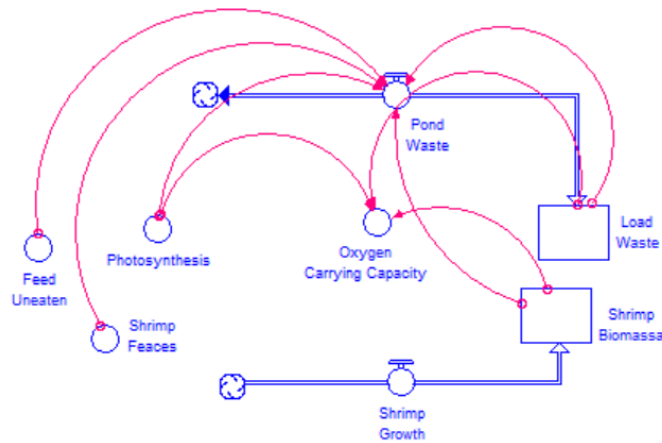 Pond
Waste
Load
Waste
Photosynthesis
Oxygen
Carrying Capacity
Feed
Uneaten
Shrimp
Feaces
Shrimp
Biomassa
Shrimp
Growth